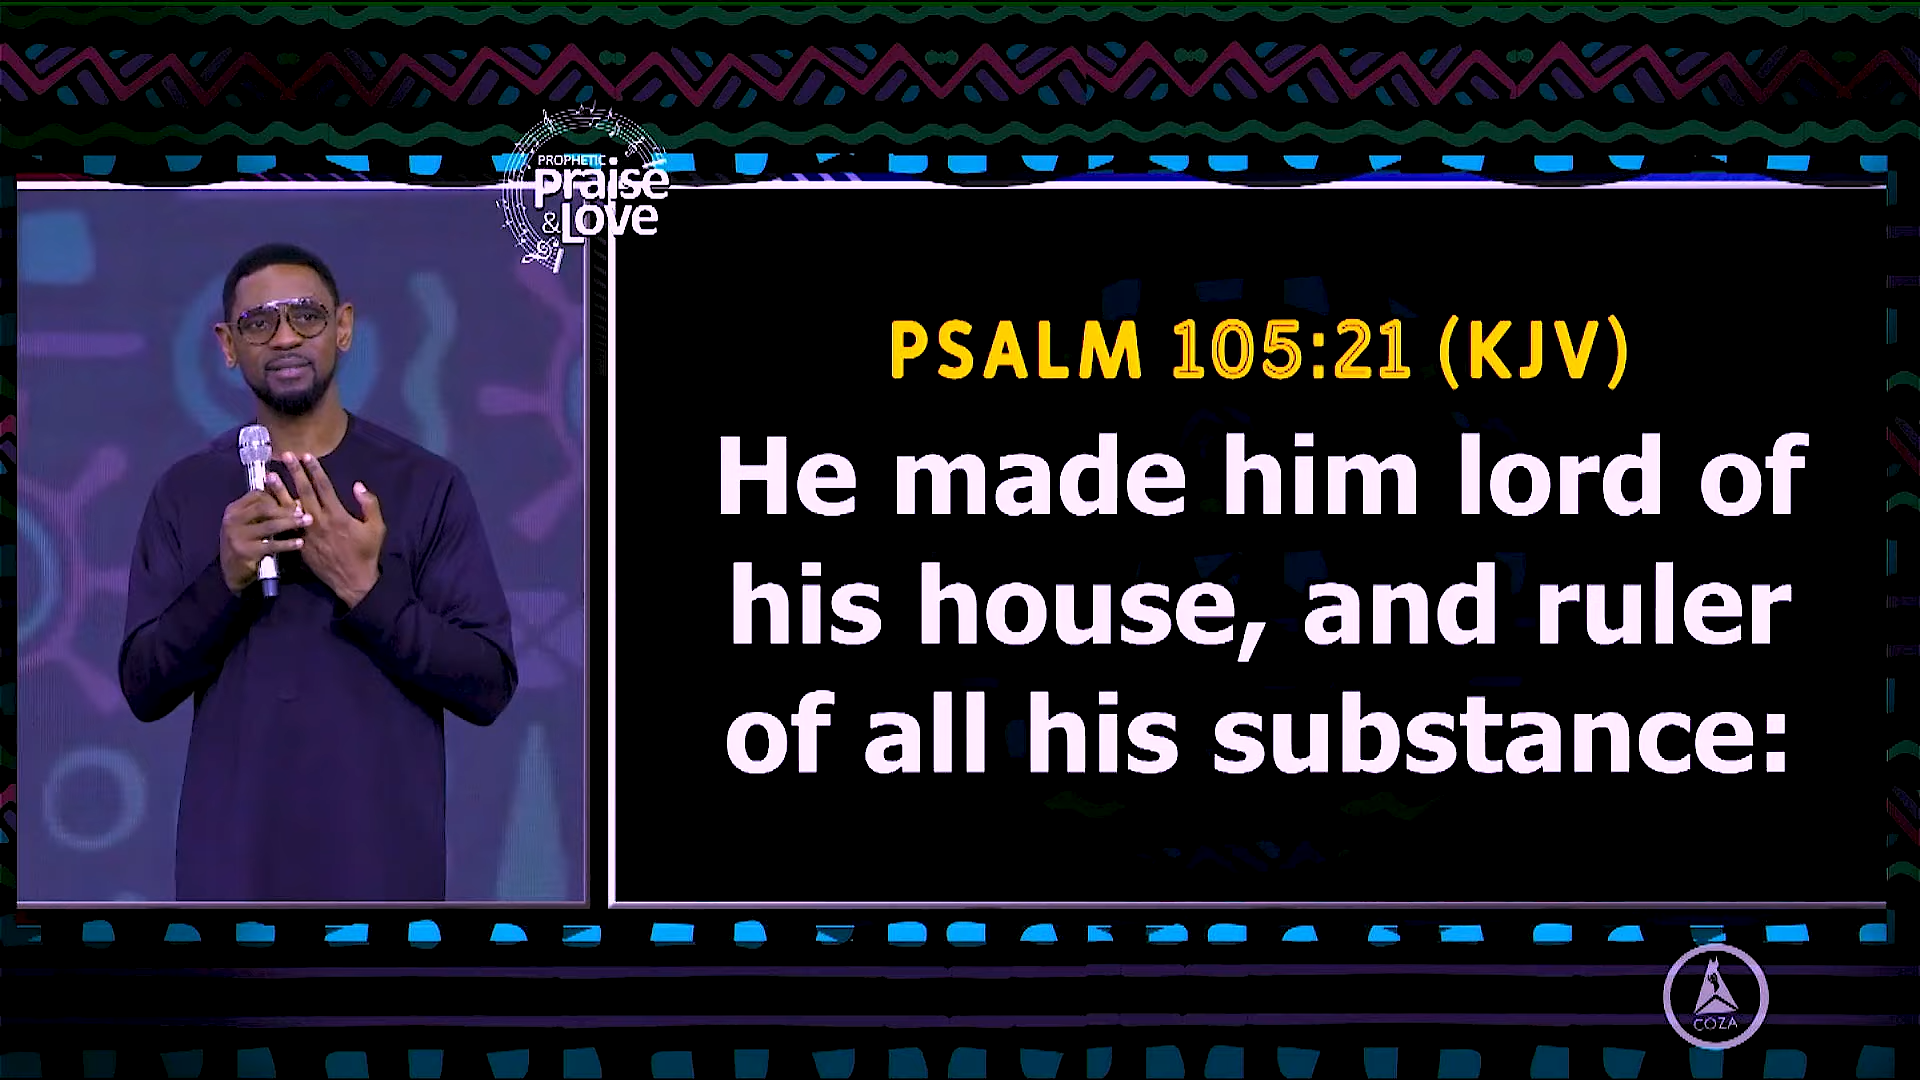 PROPHETIC
Praise
&Love
PSALM 105:21 (KJV)
He made him lord of
his house, and ruler
of all his substance:
COZA